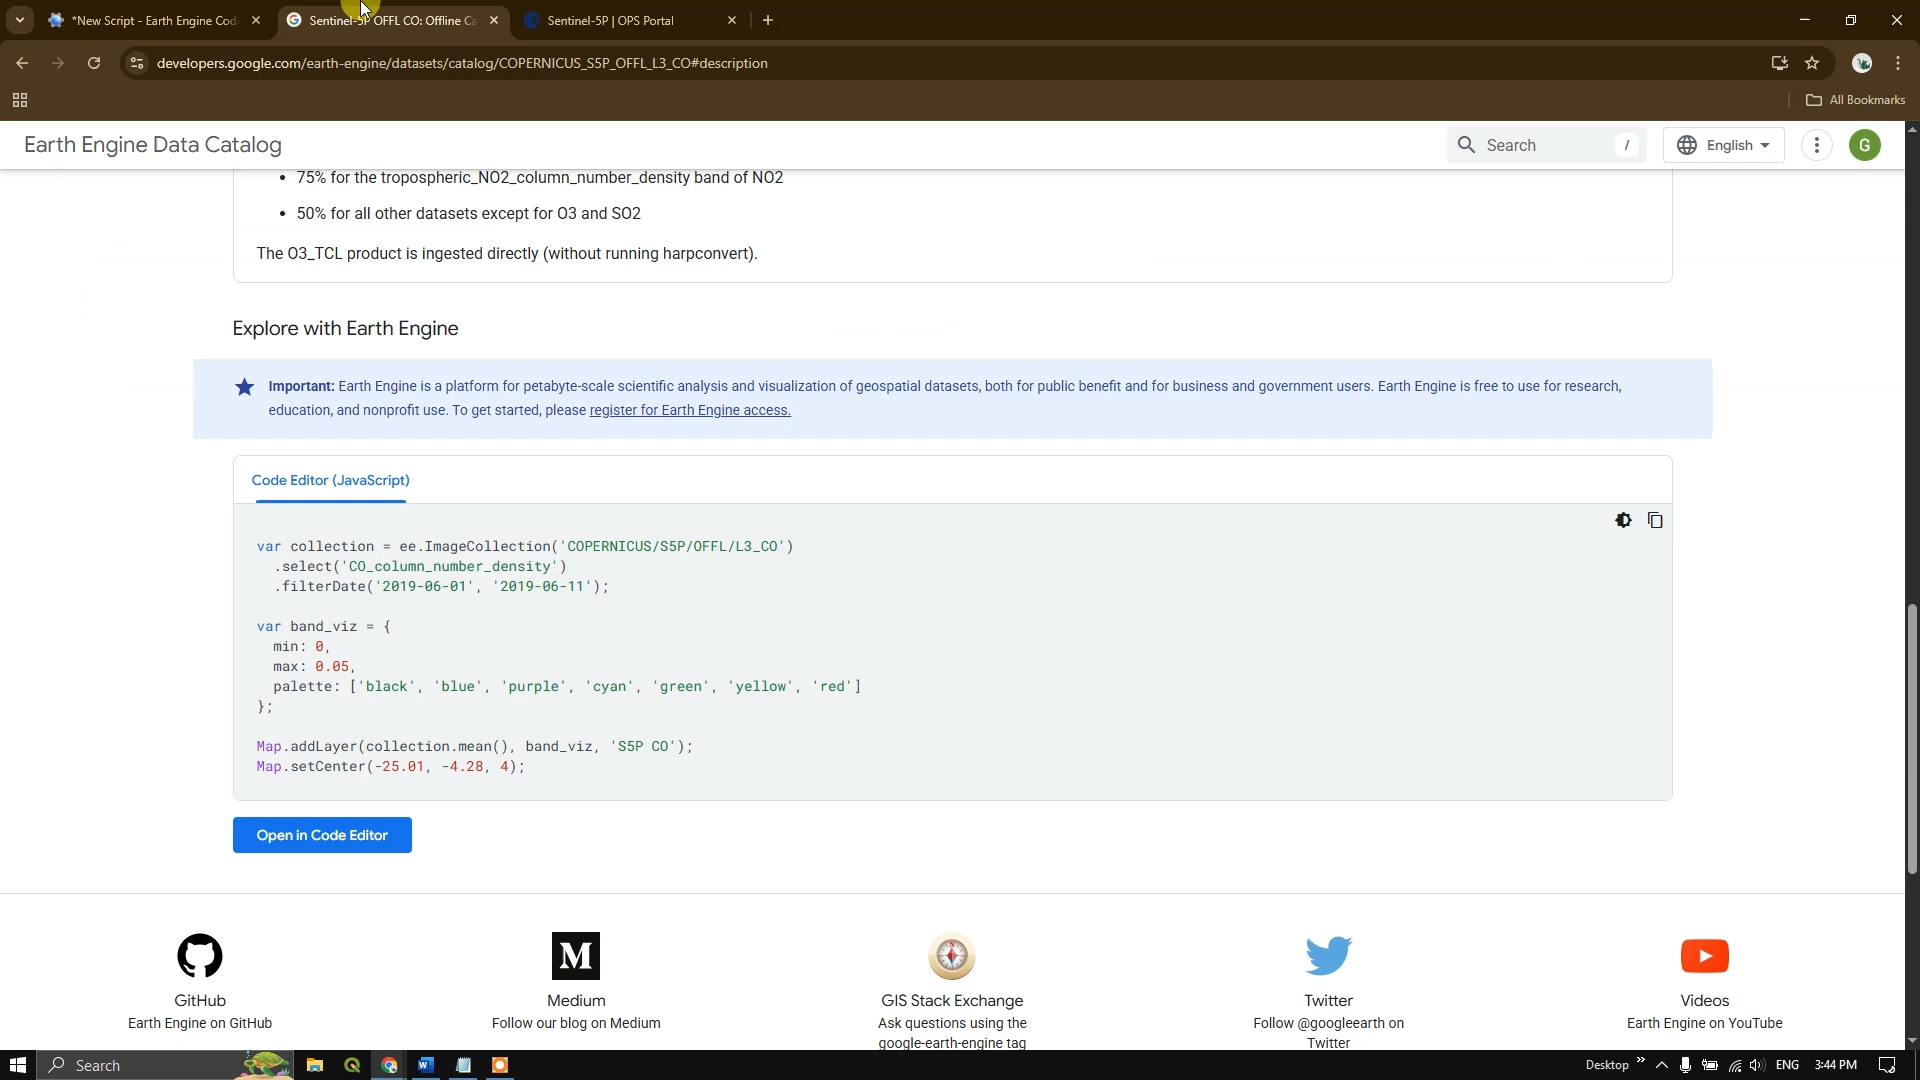 *New Script - Earth Engine Cod
Sentinel-5P OFFL CO: Offline Ca
Sentinel-5P | OPS Portal
developers.google.com/earth-engine/datasets/catalog/COPERNICUS_S5P_OFFL_L3_CO#description
All Bookmarks
Earth Engine Data Catalog
Search
/
English
G
• 75% for the tropospheric_NO2_column_number_density band of NO2
• 50% for all other datasets except for O3 and SO2
The O3_TCL product is ingested directly (without running harpconvert).
Explore with Earth Engine
Important: Earth Engine is a platform for petabyte-scale scientific analysis and visualization of geospatial datasets, both for public benefit and for business and government users. Earth Engine is free to use for research,
education, and nonprofit use. To get started, please register for Earth Engine access.
Code Editor (JavaScript)
var collection = ee.ImageCollection('COPERNICUS/S5P/OFFL/L3_CO')
.select('CO_column_number_density')
.filterDate('2019-06-01', '2019-06-11');
var band_viz = {
min: 0,
max: 0.05,
palette: ['black', 'blue', 'purple', 'cyan', 'green', 'yellow', 'red']
};
Map.addLayer(collection.mean(), band_viz, 'S5P CO');
Map.setCenter(-25.01, -4.28, 4);
Open in Code Editor
GitHub
Earth Engine on GitHub
M
Medium
Follow our blog on Medium
GIS Stack Exchange
Ask questions using the
google-earth-engine tag
Twitter
Follow @googleearth on
Twitter
Videos
Earth Engine on YouTube
Search
Desktop
ENG
3:44 PM